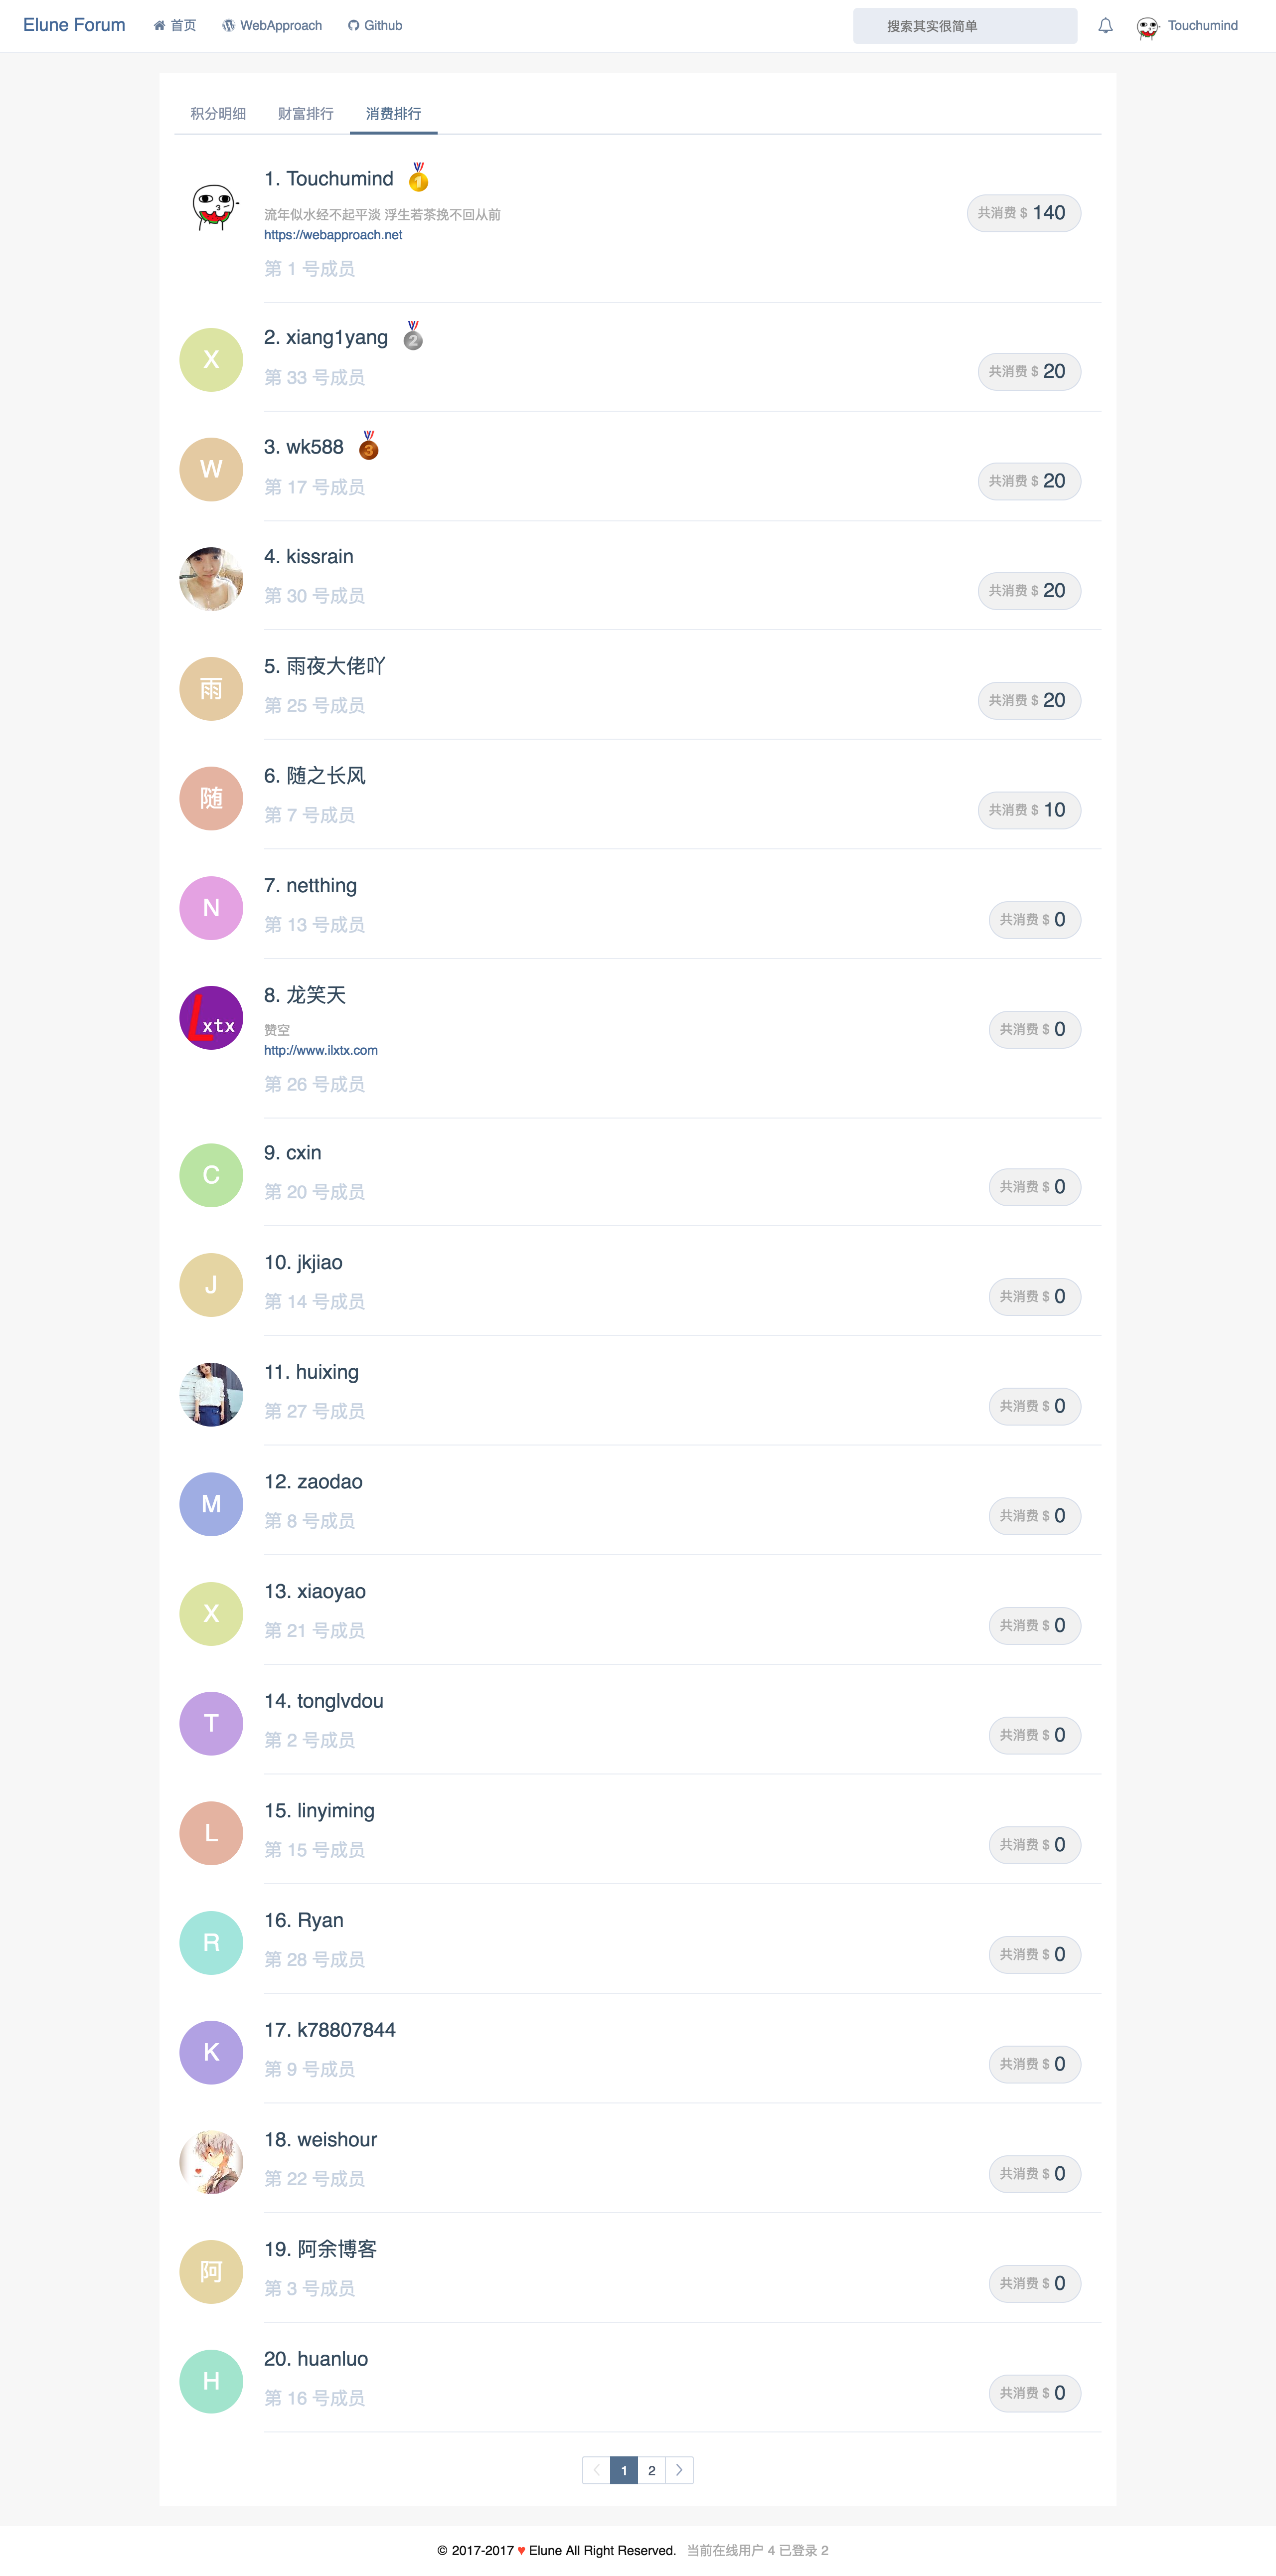 Elune Forum 首页 WebApproach Github 搜索其实很简单 Touchumind
积分明细 财富排行 消费排行
1. Touchumind 1
流年似水经不起平淡 浮生若茶挽不回从前
https://webapproach.net
第 1 号成员
共消费 $ 140
X
2. xiang1yang 2
第 33 号成员
共消费 $ 20
W
3. wk588 3
第 17 号成员
共消费 $ 20
4. kissrain
第 30 号成员
共消费 $ 20
雨
5. 雨夜大佬吖
第 25 号成员
共消费 $ 20
随
6. 随之长风
第 7 号成员
共消费 $ 10
N
7. netthing
第 13 号成员
共消费 $ 0
Lxtx
8. 龙笑天
赞空
http://www.ilxtx.com
第 26 号成员
共消费 $ 0
C
9. cxin
第 20 号成员
共消费 $ 0
J
10. jkjiao
第 14 号成员
共消费 $ 0
11. huixing
第 27 号成员
共消费 $ 0
M
12. zaodao
第 8 号成员
共消费 $ 0
X
13. xiaoyao
第 21 号成员
共消费 $ 0
T
14. tonglvdou
第 2 号成员
共消费 $ 0
L
15. linyiming
第 15 号成员
共消费 $ 0
R
16. Ryan
第 28 号成员
共消费 $ 0
K
17. k78807844
第 9 号成员
共消费 $ 0
18. weishour
第 22 号成员
共消费 $ 0
阿
19. 阿余博客
第 3 号成员
共消费 $ 0
H
20. huanluo
第 16 号成员
共消费 $ 0
1 2
© 2017-2017 ♥ Elune All Right Reserved. 当前在线用户 4 已登录 2